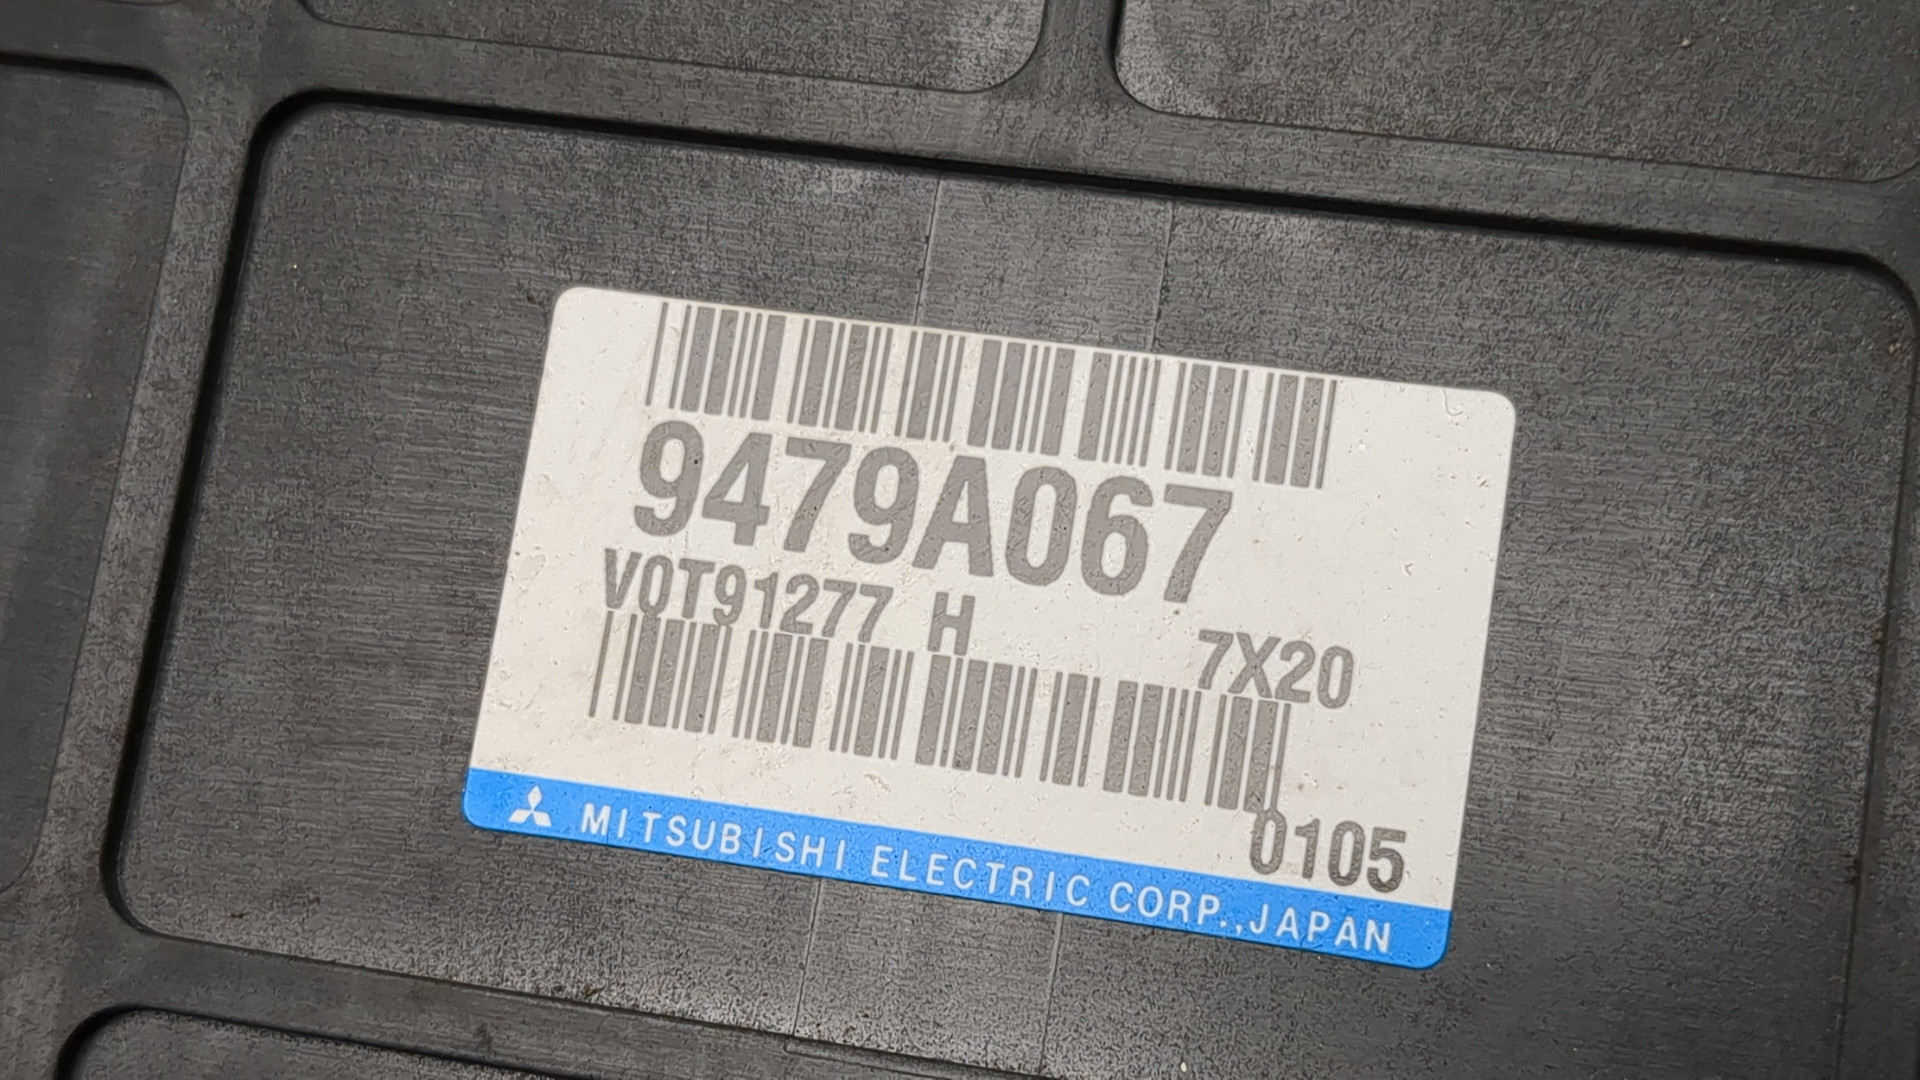 9479A067
V0T91277 H 7X20
0105
MITSUBISHI ELECTRIC CORP.,JAPAN